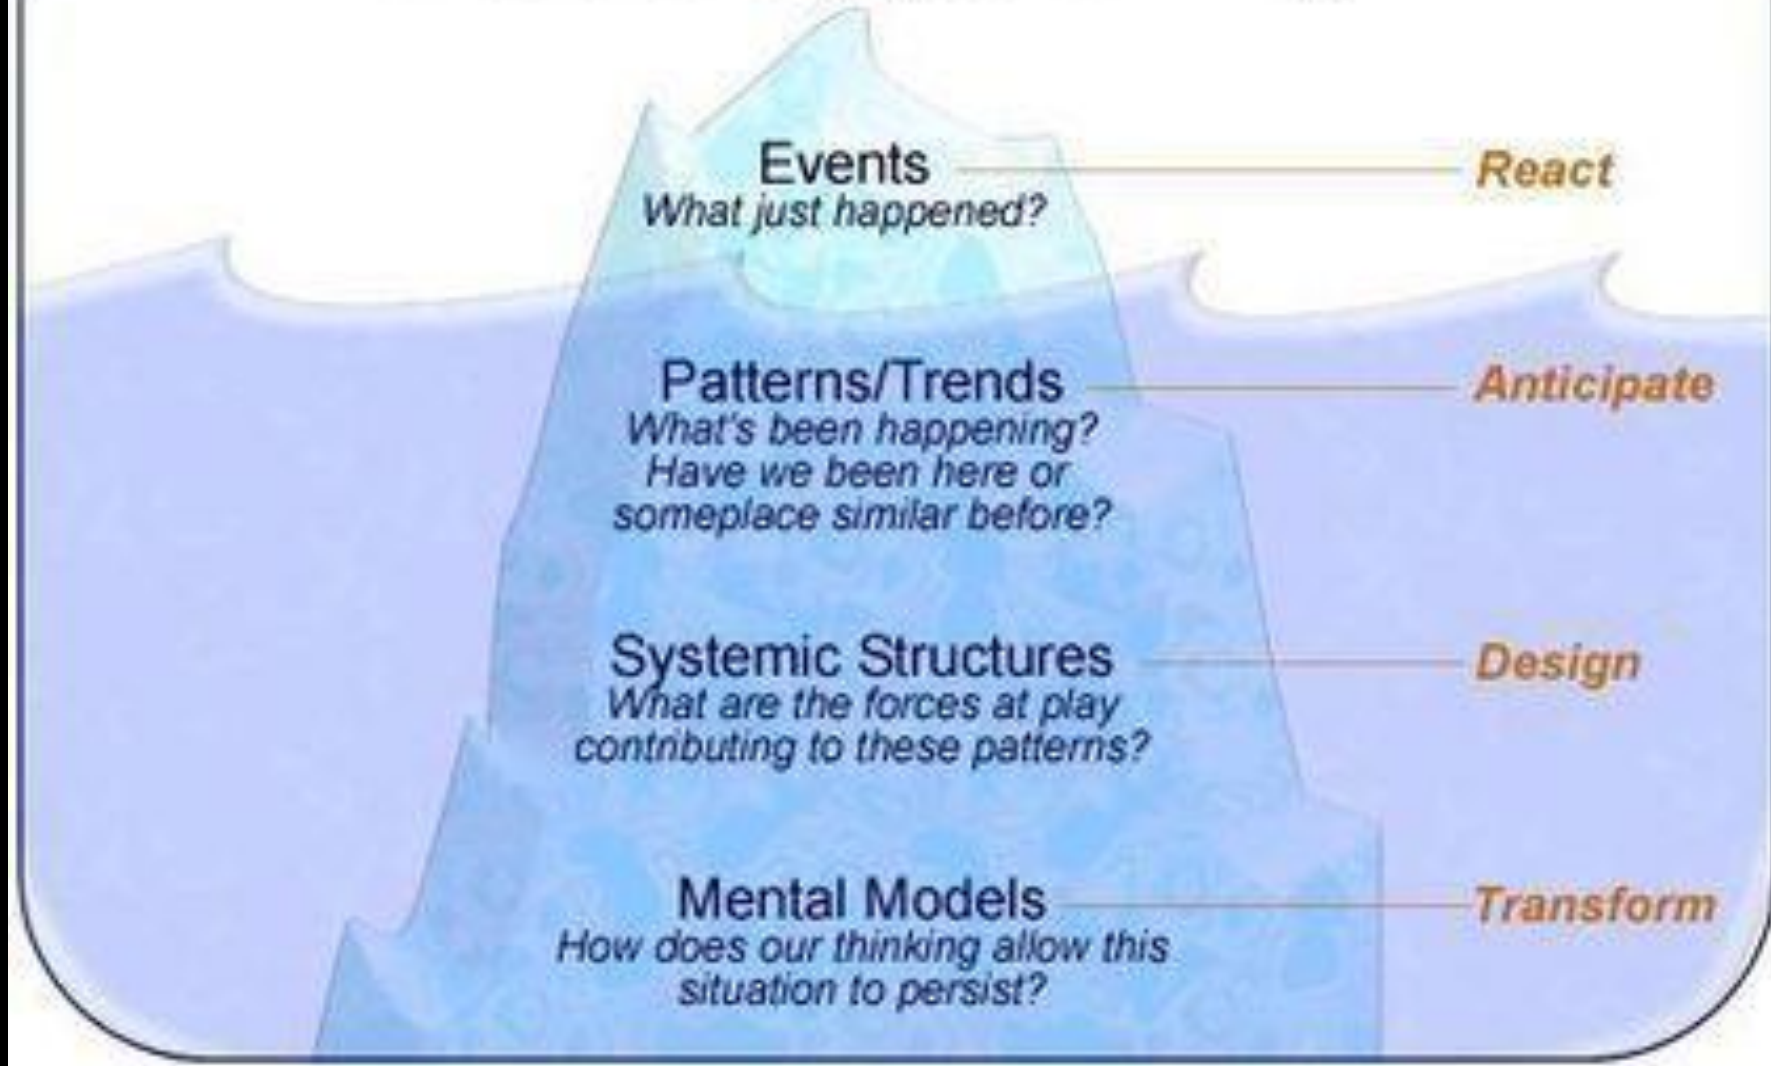 Events
React
What just happened?
Patterns/Trends
Anticipate
What's been happening?
Have we been here or
someplace similar before?
Systemic Structures
Design
What are the forces at play
contributing to these patterns?
Mental Models
Transform
How does our thinking allow this
situation to persist?